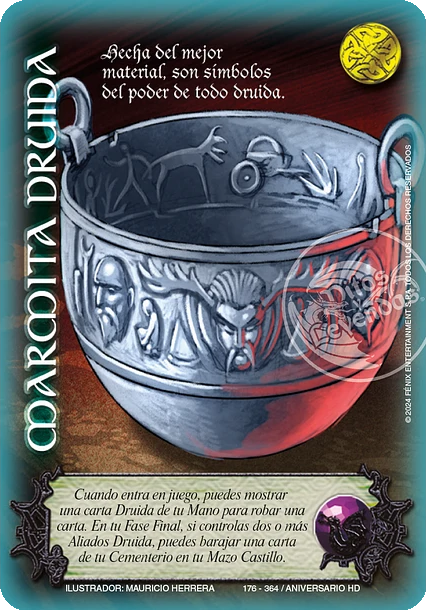 Hecha del mejor
material, son símbolos
del poder de todo druida.
MARMITA DRUIDA
Mitos
y Leyendas
© 2024 FÉNIX ENTERTAINMENT S.P.A. TODOS LOS DERECHOS RESERVADOS
Cuando entra en juego, puedes mostrar
una carta Druida de tu Mano para robar una
carta. En tu Fase Final, si controlas dos o más
Aliados Druida, puedes barajar una carta
de tu Cementerio en tu Mazo Castillo.
ILUSTRADOR: MAURICIO HERRERA 176 - 364 / ANIVERSARIO HD